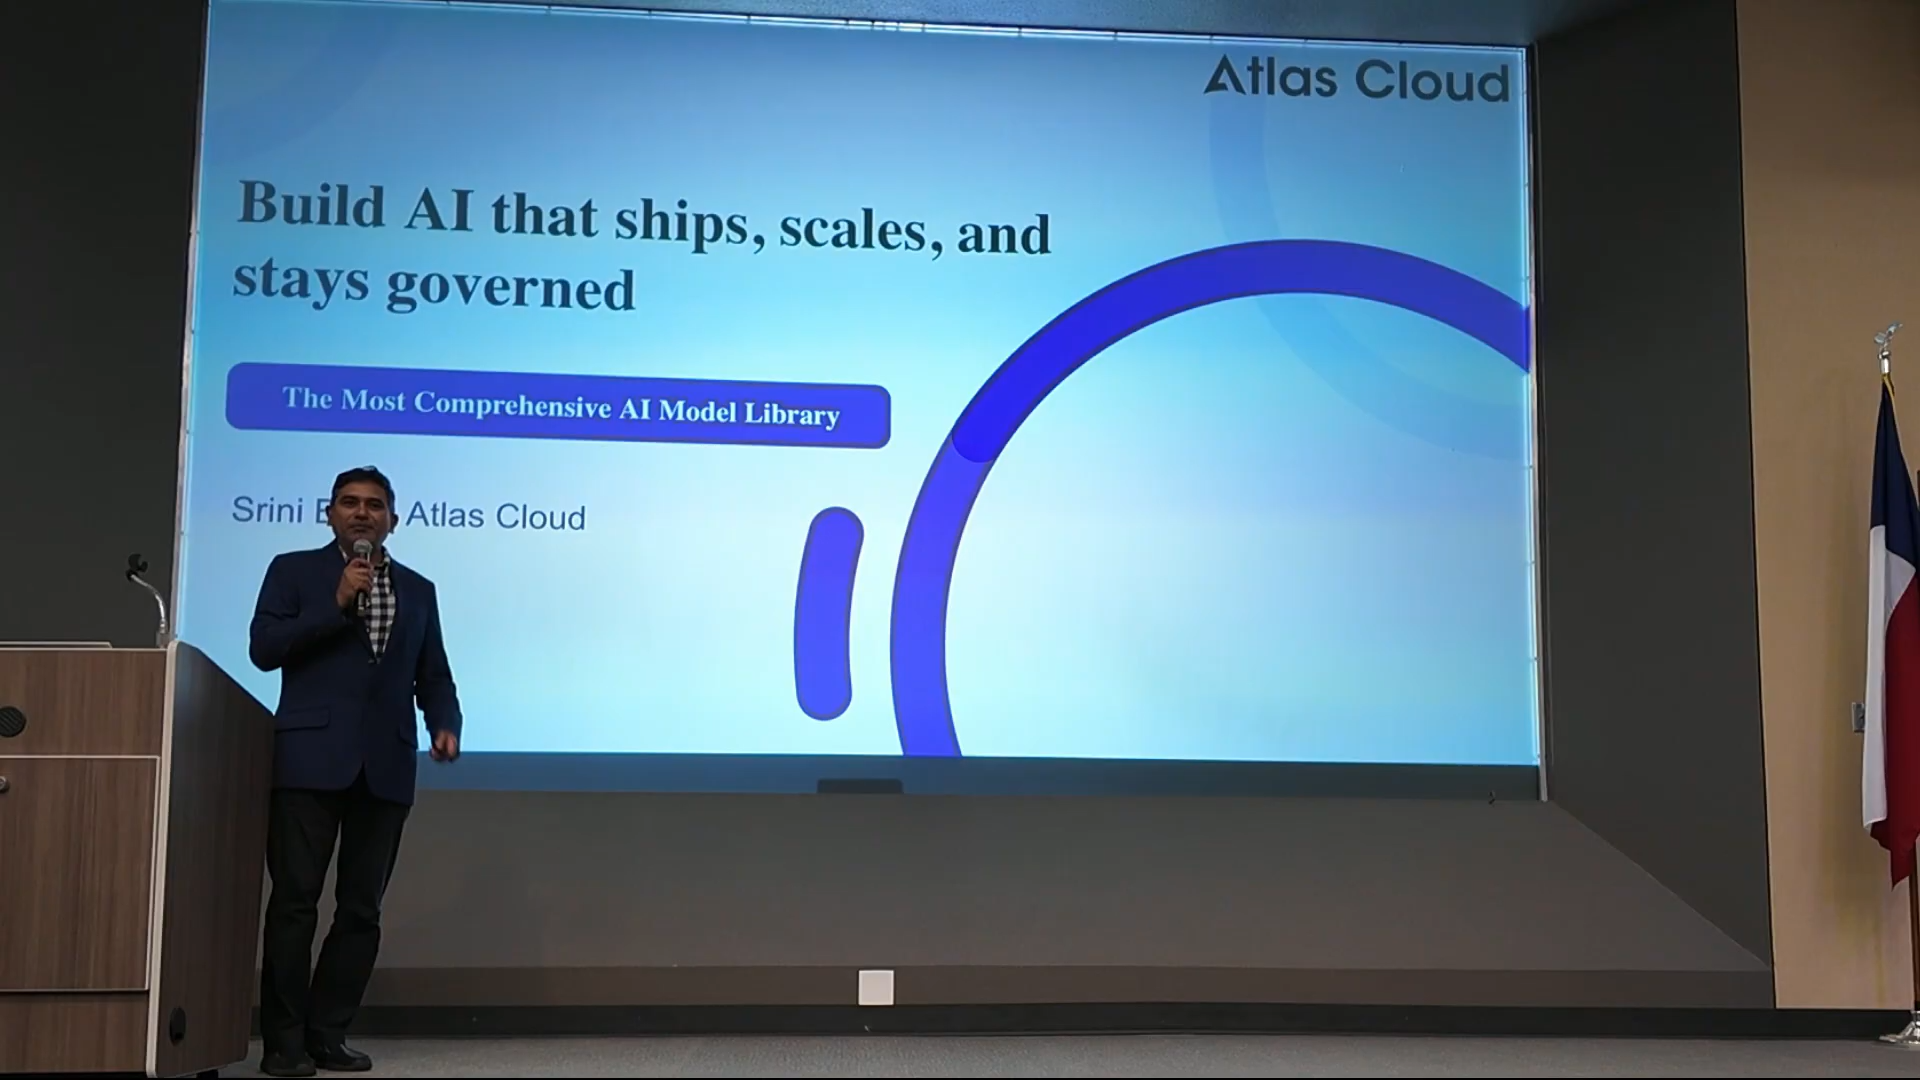 Atlas Cloud
Build AI that ships, scales, and
stays governed
The Most Comprehensive AI Model Library
Srini Atlas Cloud